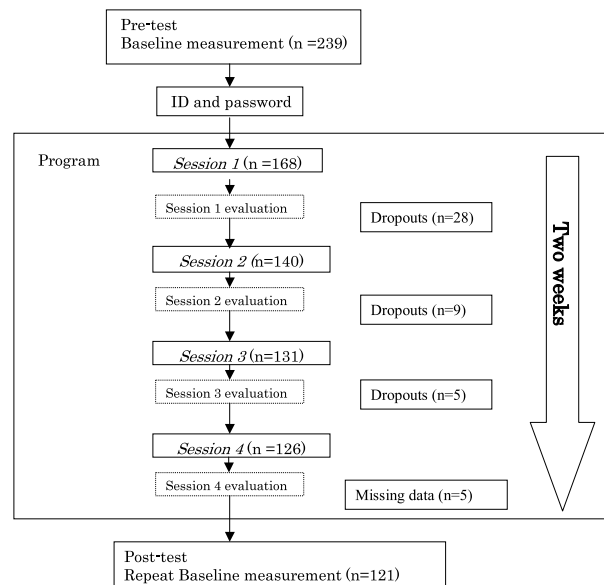 Pre-test
Baseline measurement (n =239)
ID and password
Program
Session 1 (n =168)
Session 1 evaluation
Dropouts (n=28)
Session 2 (n=140)
Session 2 evaluation
Dropouts (n=9)
Session 3 (n=131)
Session 3 evaluation
Dropouts (n=5)
Session 4 (n =126)
Session 4 evaluation
Missing data (n=5)
Two weeks
Post-test
Repeat Baseline measurement (n=121)